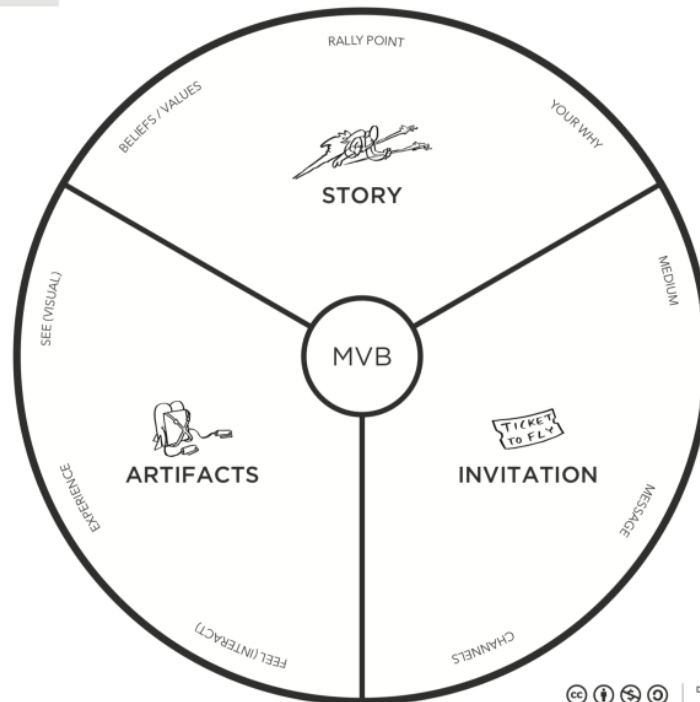 RALLY POINT
BELIEFS / VALUES
YOUR WHY
STORY
SEE (VISUAL)
MEDIUM
MVB
TICKET
TO FLY
ARTIFACTS
INVITATION
EXPERIENCE
MESSAGE
FEEL (INTERACT)
CHANNELS
cc